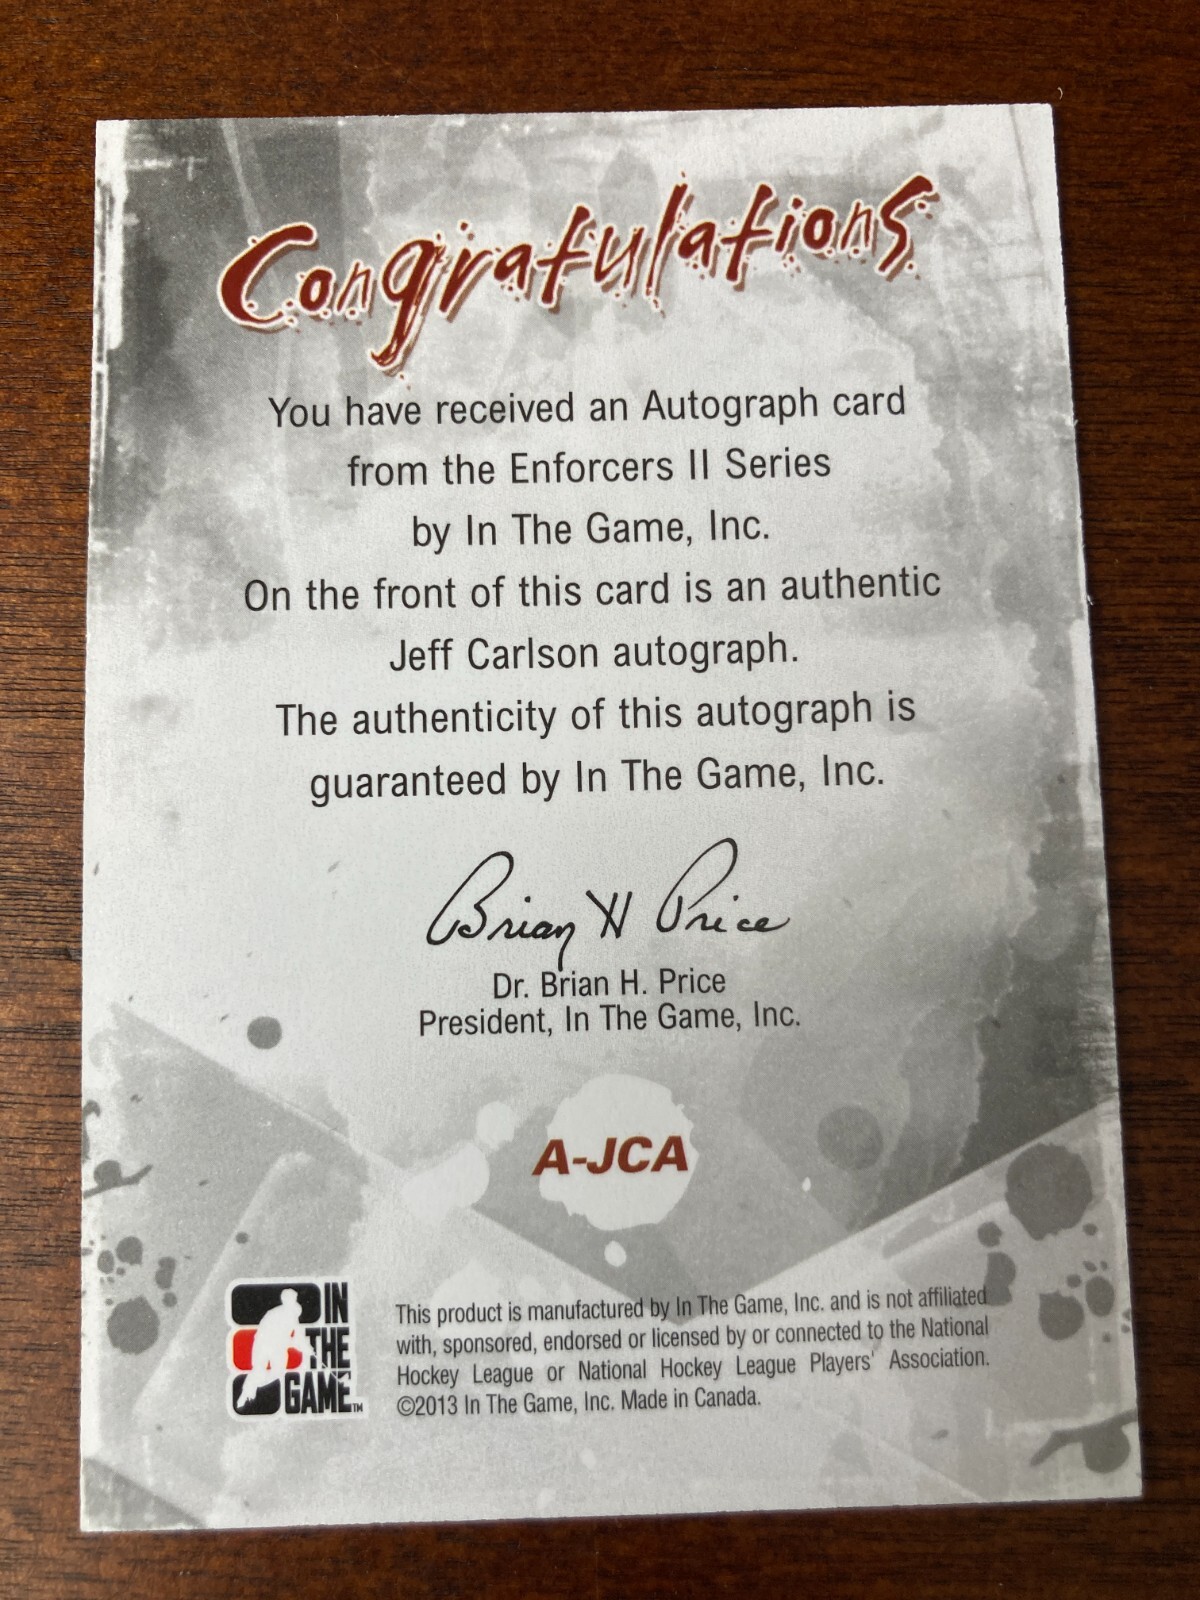 Congratulations
You have received an Autograph card
from the Enforcers II Series
by In The Game, Inc.
On the front of this card is an authentic
Jeff Carlson autograph.
The authenticity of this autograph is
guaranteed by In The Game, Inc.
Brian H Price
Dr. Brian H. Price
President, In The Game, Inc.
A-JCA
IN
THE
GAME™
This product is manufactured by In The Game, Inc. and is not affiliated
with, sponsored, endorsed or licensed by or connected to the National
Hockey League or National Hockey League Players' Association.
©2013 In The Game, Inc. Made in Canada.